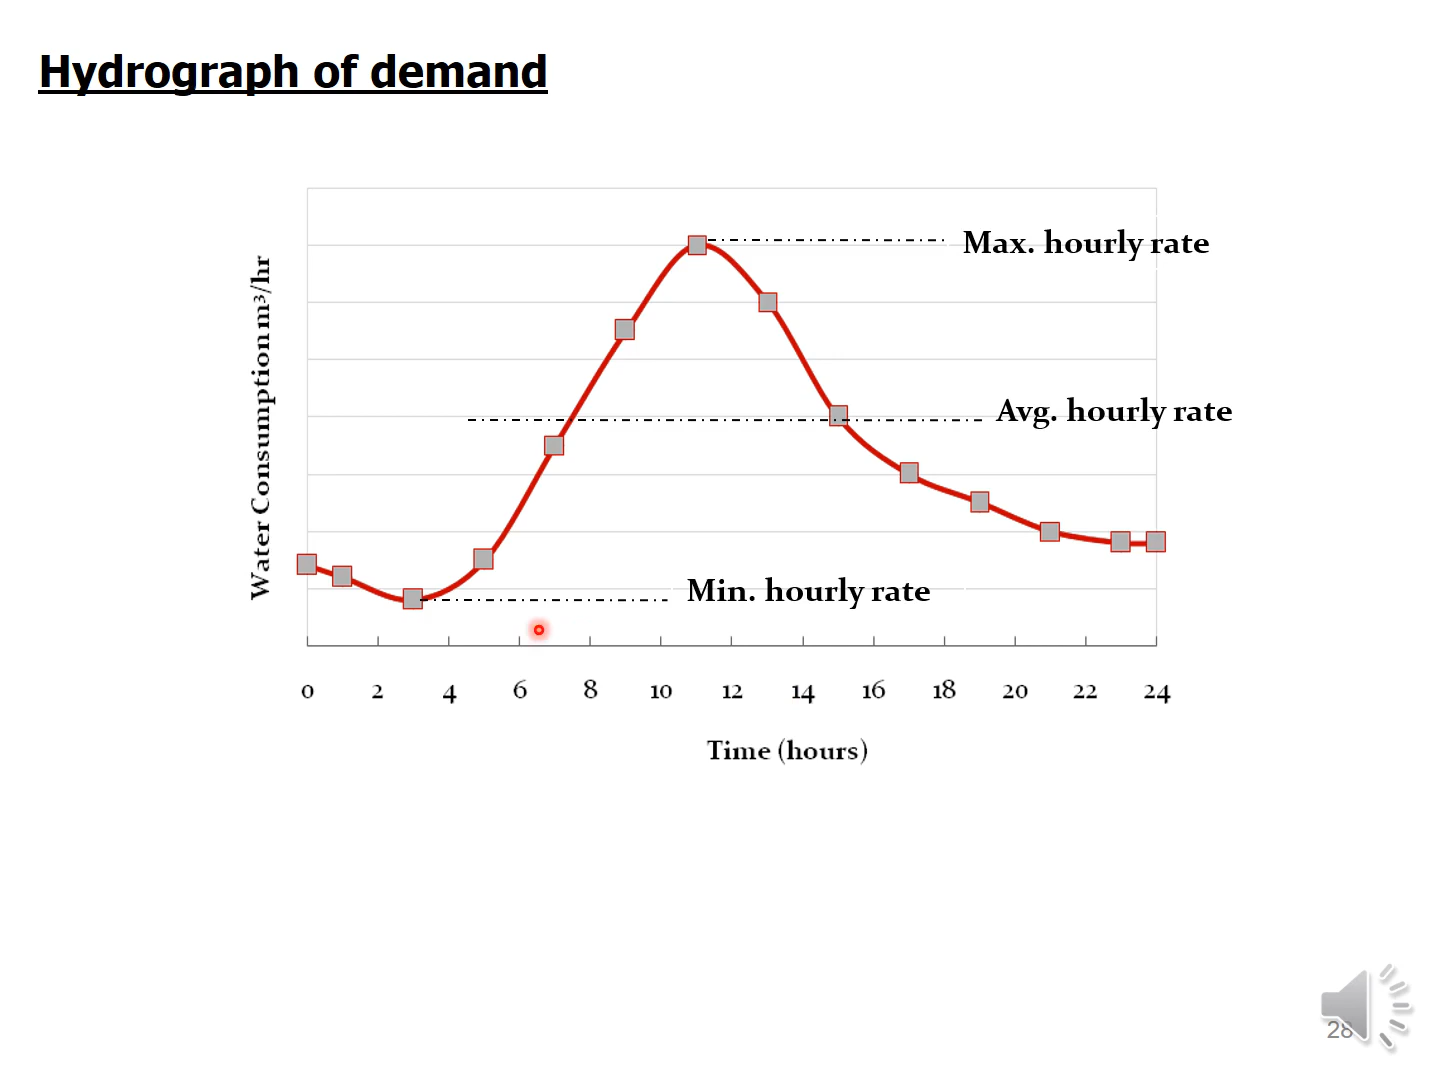 Hydrograph of demand
Max. hourly rate
Avg. hourly rate
Min. hourly rate
Water Consumption m³/hr
0 2 4 6 8 10 12 14 16 18 20 22 24
Time (hours)
28